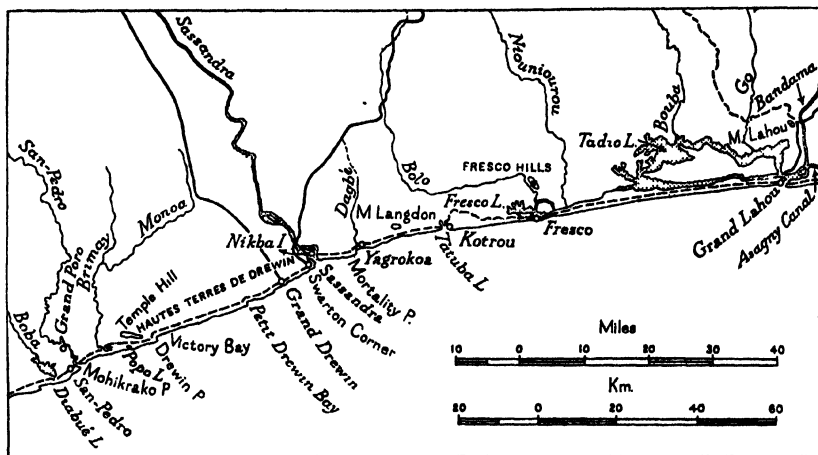 Sassandra
San-Pedro
Monoa
Grand Poro
Brimay
Boba
Temple Hill
HAUTES TERRES DE DREWIN
Nikba I
Dagbé
Bolo
M Langdon
Niouniourou
FRESCO HILLS
Fresco L.
Tadio L.
Bouba
Go
Bandama
M. Lahou
Grand Lahou
Asagny Canal
Fresco
Kotrou
Tacuba L
Yagrokoa
Mortality P.
Sassandra
Swarton Corner
Grand Drewin
Petit Drewin Bay
Victory Bay
Drewin P
Popo L
Mohikrako P
San-Pedro
Diabué L
Miles
10 0 10 20 30 40
Km.
20 0 20 40 60